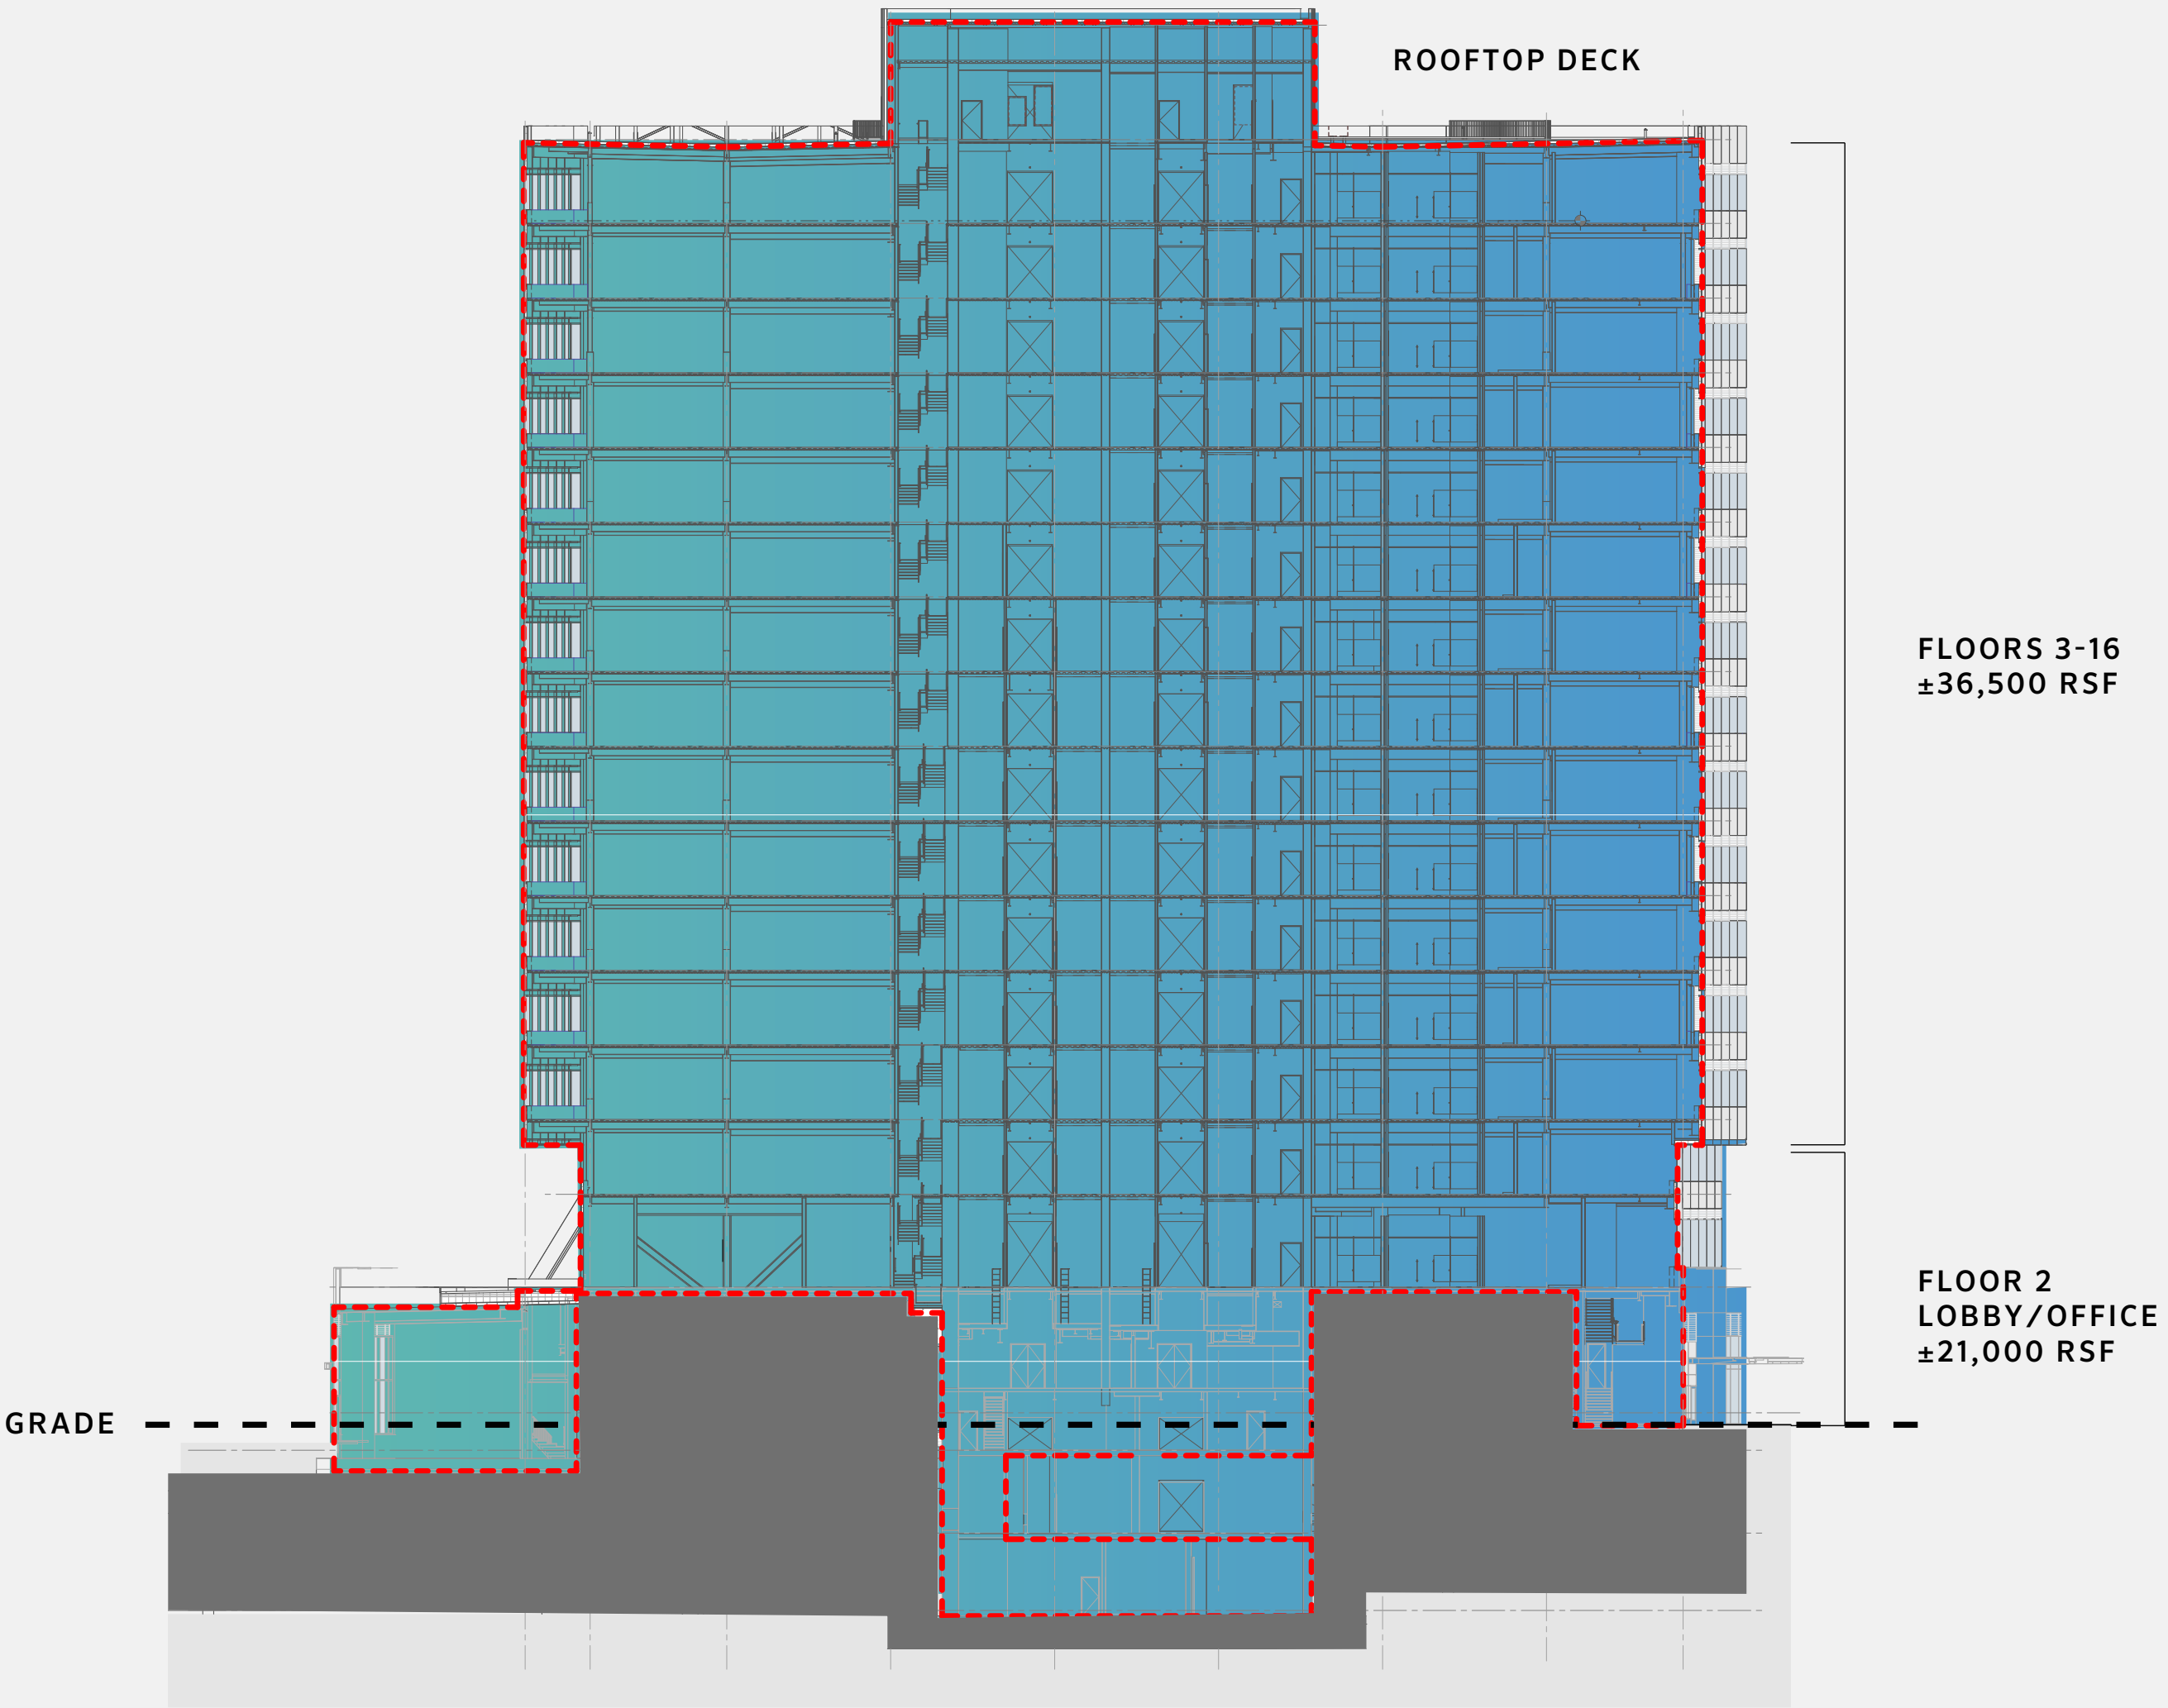 ROOFTOP DECK
FLOORS 3-16
±36,500 RSF
FLOOR 2
LOBBY/OFFICE
±21,000 RSF
GRADE